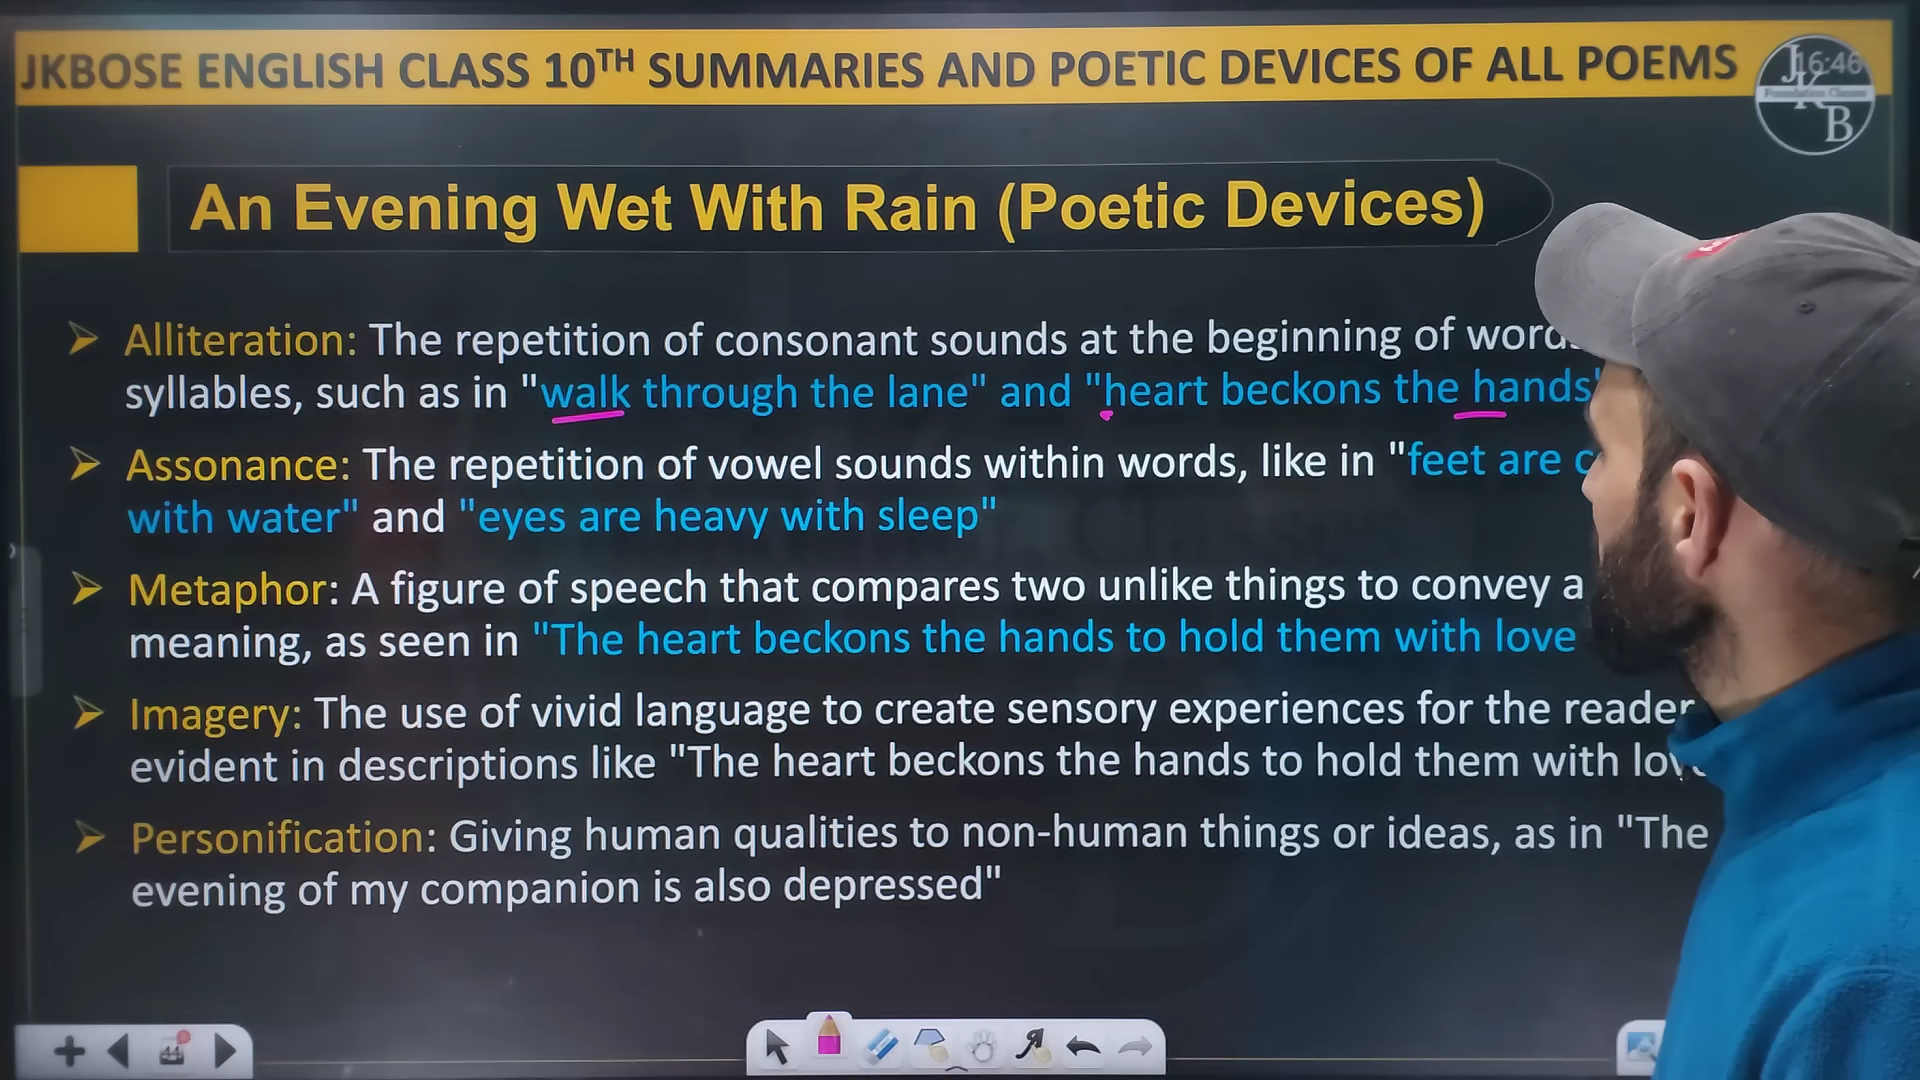 JKBOSE ENGLISH CLASS 10TH SUMMARIES AND POETIC DEVICES OF ALL POEMS
16:46
JK
Foundation Classes
B
An Evening Wet With Rain (Poetic Devices)
Alliteration: The repetition of consonant sounds at the beginning of
syllables, such as in "walk through the lane" and "heart beckons the hands"
Assonance: The repetition of vowel sounds within words, like in "feet are
with water" and "eyes are heavy with sleep"
Metaphor: A figure of speech that compares two unlike things to convey a
meaning, as seen in "The heart beckons the hands to hold them with love
Imagery: The use of vivid language to create sensory experiences for the reader
evident in descriptions like "The heart beckons the hands to hold them with
Personification: Giving human qualities to non-human things or ideas, as in "The
evening of my companion is also depressed"
44